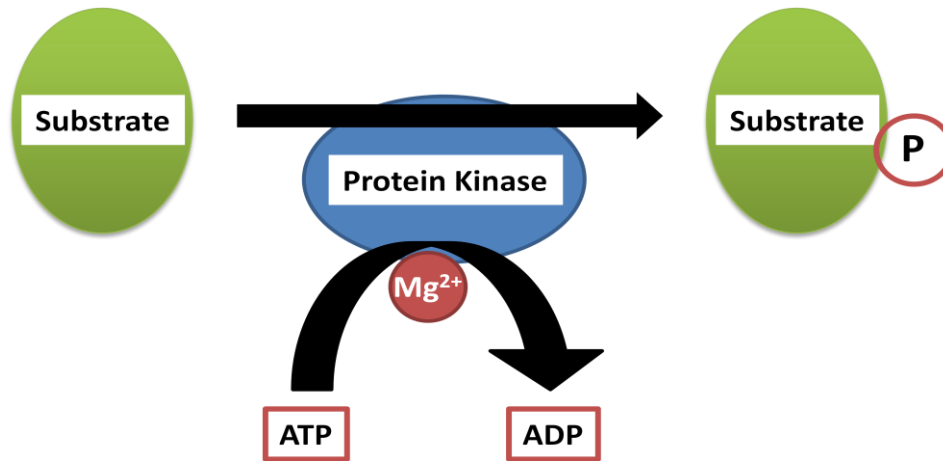 Substrate
Substrate
P
Protein Kinase
Mg²⁺
ATP
ADP